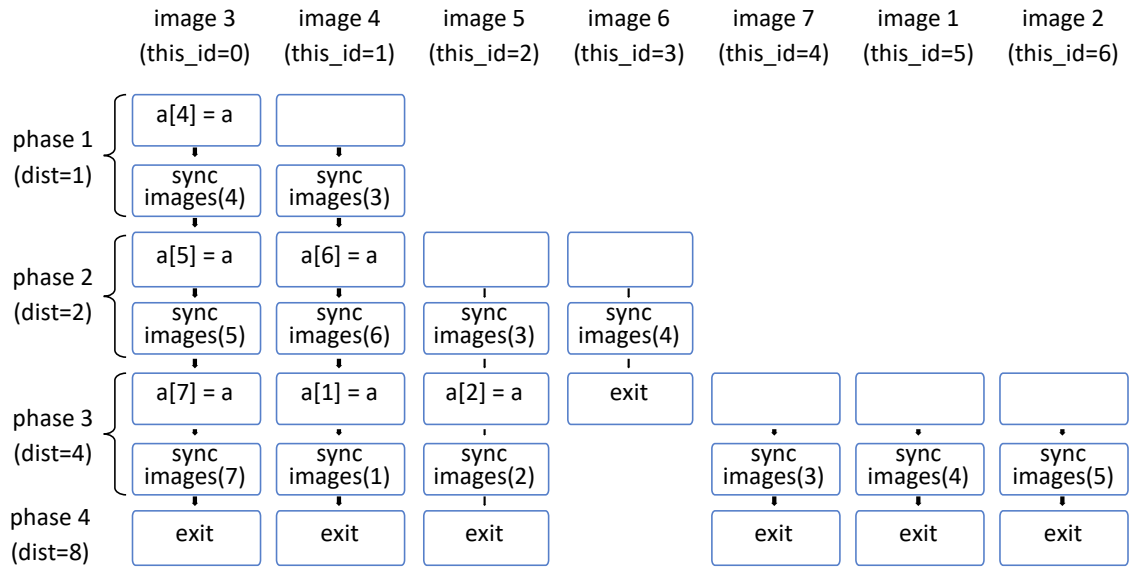 image 3 image 4 image 5 image 6 image 7 image 1 image 2
(this_id=0) (this_id=1) (this_id=2) (this_id=3) (this_id=4) (this_id=5) (this_id=6)
phase 1
(dist=1)
a[4] = a
sync sync
images(4) images(3)
phase 2
(dist=2)
a[5] = a a[6] = a
sync sync sync sync
images(5) images(6) images(3) images(4)
phase 3
(dist=4)
a[7] = a a[1] = a a[2] = a exit
sync sync sync sync sync sync
images(7) images(1) images(2) images(3) images(4) images(5)
phase 4
(dist=8)
exit exit exit exit exit exit